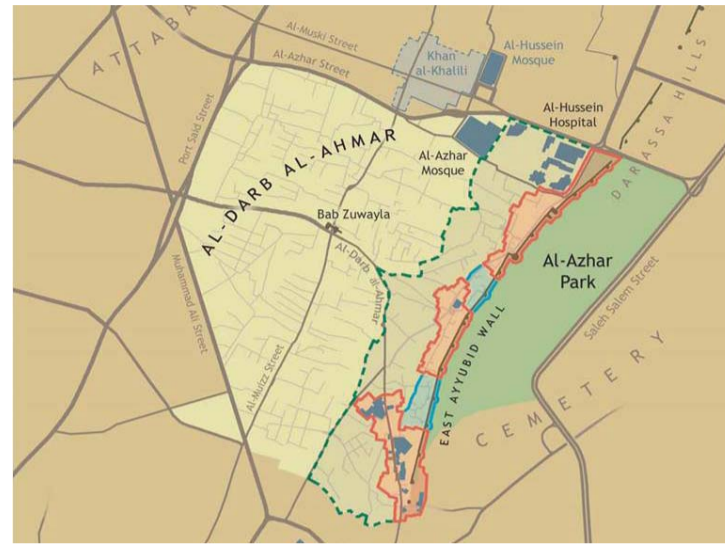 Al-Muski Street
Al-Azhar Street
ATTABA
Khan
al-Khalili
Al-Hussein
Mosque
Al-Hussein
Hospital
DARASSA HILLS
Port Said Street
AL-DARB AL-AHMAR
Al-Azhar
Mosque
Bab Zuwayla
Al-Darb al-Ahmar
Al-Azhar
Park
Saleh Salem Street
Muhammad Ali Street
Al-Muizz Street
EAST AYYUBID WALL
CEMETERY